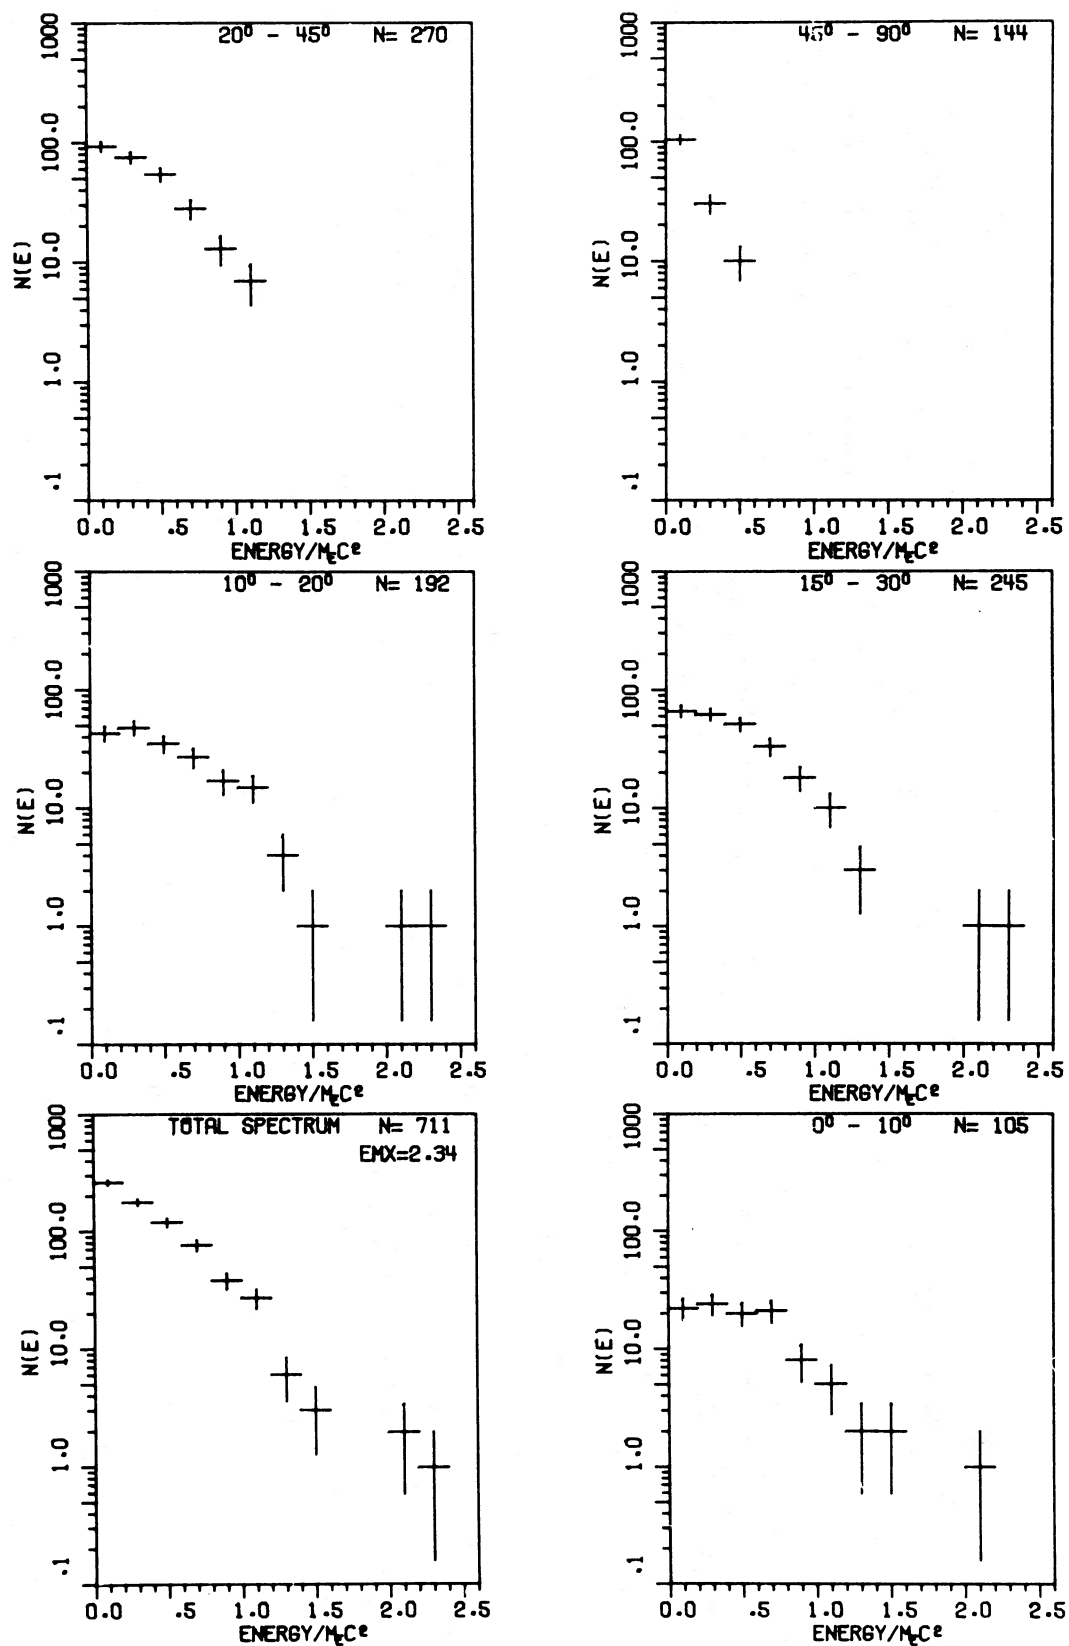 20⁰ - 45⁰ N= 270
1000
100.0
10.0
1.0
.1
N(E)
0.0 .5 1.0 1.5 2.0 2.5
ENERGY/MEC²
45⁰ - 90⁰ N= 144
1000
100.0
10.0
1.0
.1
N(E)
0.0 .5 1.0 1.5 2.0 2.5
ENERGY/MEC²
10⁰ - 20⁰ N= 192
1000
100.0
10.0
1.0
.1
N(E)
0.0 .5 1.0 1.5 2.0 2.5
ENERGY/MEC²
15⁰ - 30⁰ N= 245
1000
100.0
10.0
1.0
.1
N(E)
0.0 .5 1.0 1.5 2.0 2.5
ENERGY/MEC²
TOTAL SPECTRUM N= 711
EMX=2.34
1000
100.0
10.0
1.0
.1
N(E)
0.0 .5 1.0 1.5 2.0 2.5
ENERGY/MEC²
0⁰ - 10⁰ N= 105
1000
100.0
10.0
1.0
.1
N(E)
0.0 .5 1.0 1.5 2.0 2.5
ENERGY/MEC²